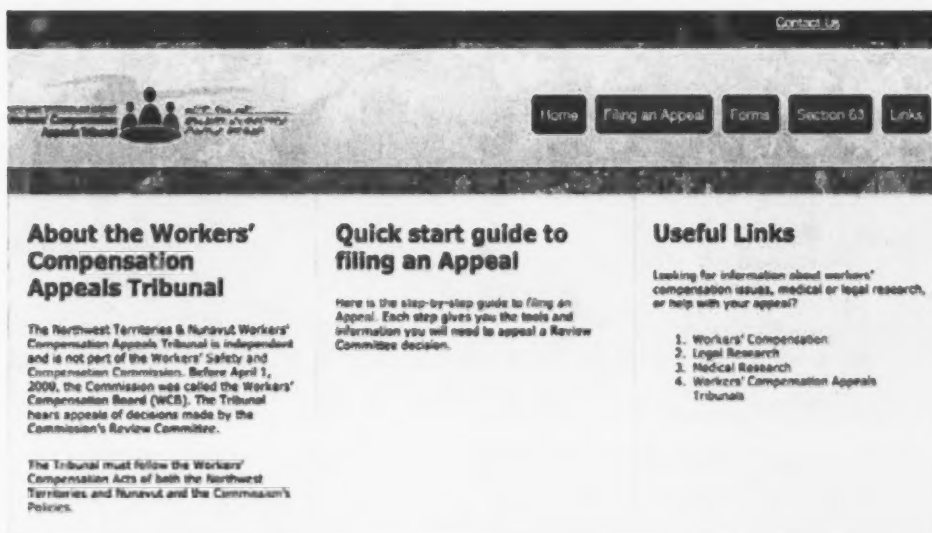 Contact Us
Workers' Compensation
Appeals Tribunal
Home
Filing an Appeal
Forms
Section 63
Links
About the Workers'
Compensation
Appeals Tribunal
The Northwest Territories & Nunavut Workers'
Compensation Appeals Tribunal is independent
and is not part of the Workers' Safety and
Compensation Commission. Before April 1,
2008, the Commission was called the Workers'
Compensation Board (WCB). The Tribunal
hears appeals of decisions made by the
Commission's Review Committee.
The Tribunal must follow the Workers'
Compensation Acts of both the Northwest
Territories and Nunavut and the Commission's
Policies.
Quick start guide to
filing an Appeal
Here is the step-by-step guide to filing an
Appeal. Each step gives you the tools and
information you will need to appeal a Review
Committee decision.
Useful Links
Looking for information about workers'
compensation issues, medical or legal research,
or help with your appeal?
1. Workers' Compensation
2. Legal Research
3. Medical Research
4. Workers' Compensation Appeals
Tribunals